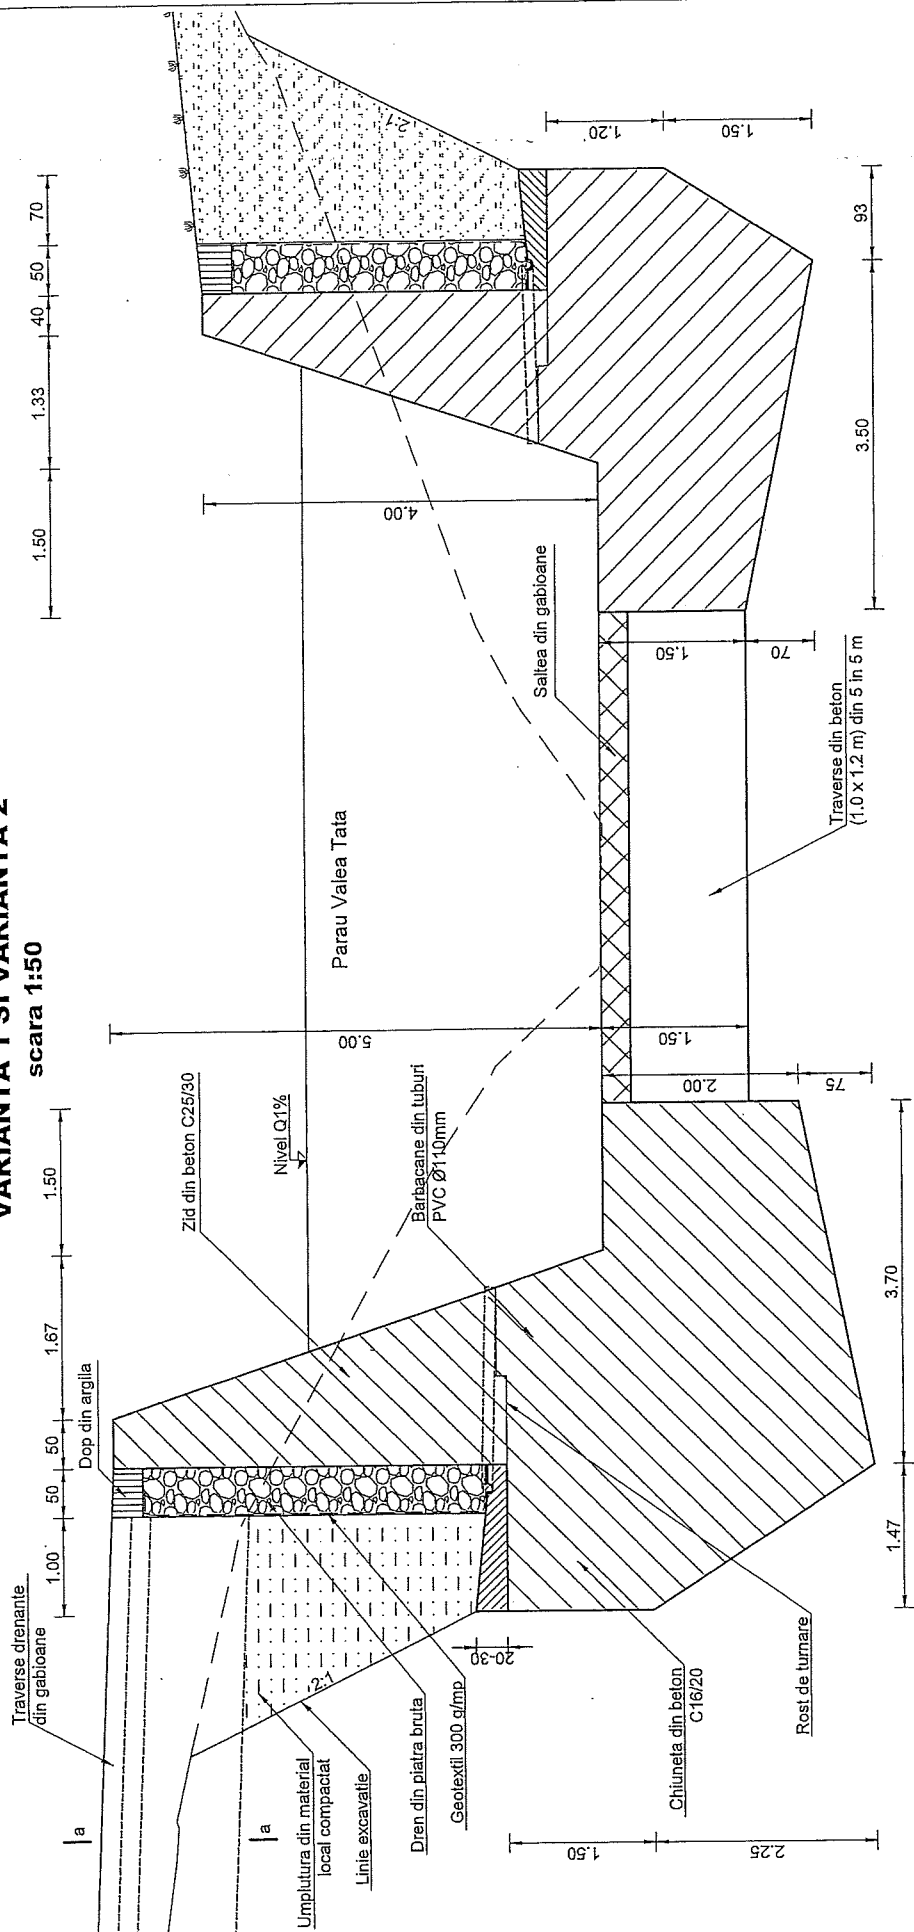 VARIANTA 1 SI VARIANTA 2
scara 1:50
Traverse drenante
din gabioane
Dop din argila
1.00
50
50
1.67
1.50
1.50
1.33
40
50
70
Zid din beton C25/30
Nivel Q1%
Parau Valea Tata
Barbacane din tuburi
PVC Ø110mm
Saltea din gabioane
Traverse din beton
(1.0 x 1.2 m) din 5 in 5 m
a
a
Umplutura din material
local compactat
Linie excavatie
Dren din piatra bruta
Geotextil 300 g/mp
Chiuneta din beton
C16/20
Rost de turnare
2:1
2:1
20-30
5.00
4.00
1.50
2.00
75
1.50
70
1.20
1.50
1.50
2.25
1.47
3.70
3.50
93